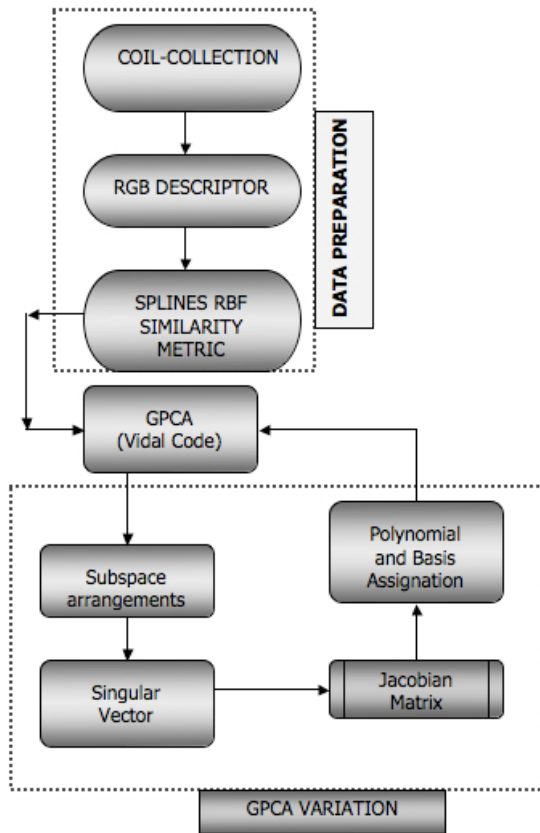 COIL-COLLECTION
RGB DESCRIPTOR
SPLINES RBF
SIMILARITY
METRIC
DATA PREPARATION
GPCA
(Vidal Code)
Subspace
arrangements
Singular
Vector
Jacobian
Matrix
Polynomial
and Basis
Assignation
GPCA VARIATION